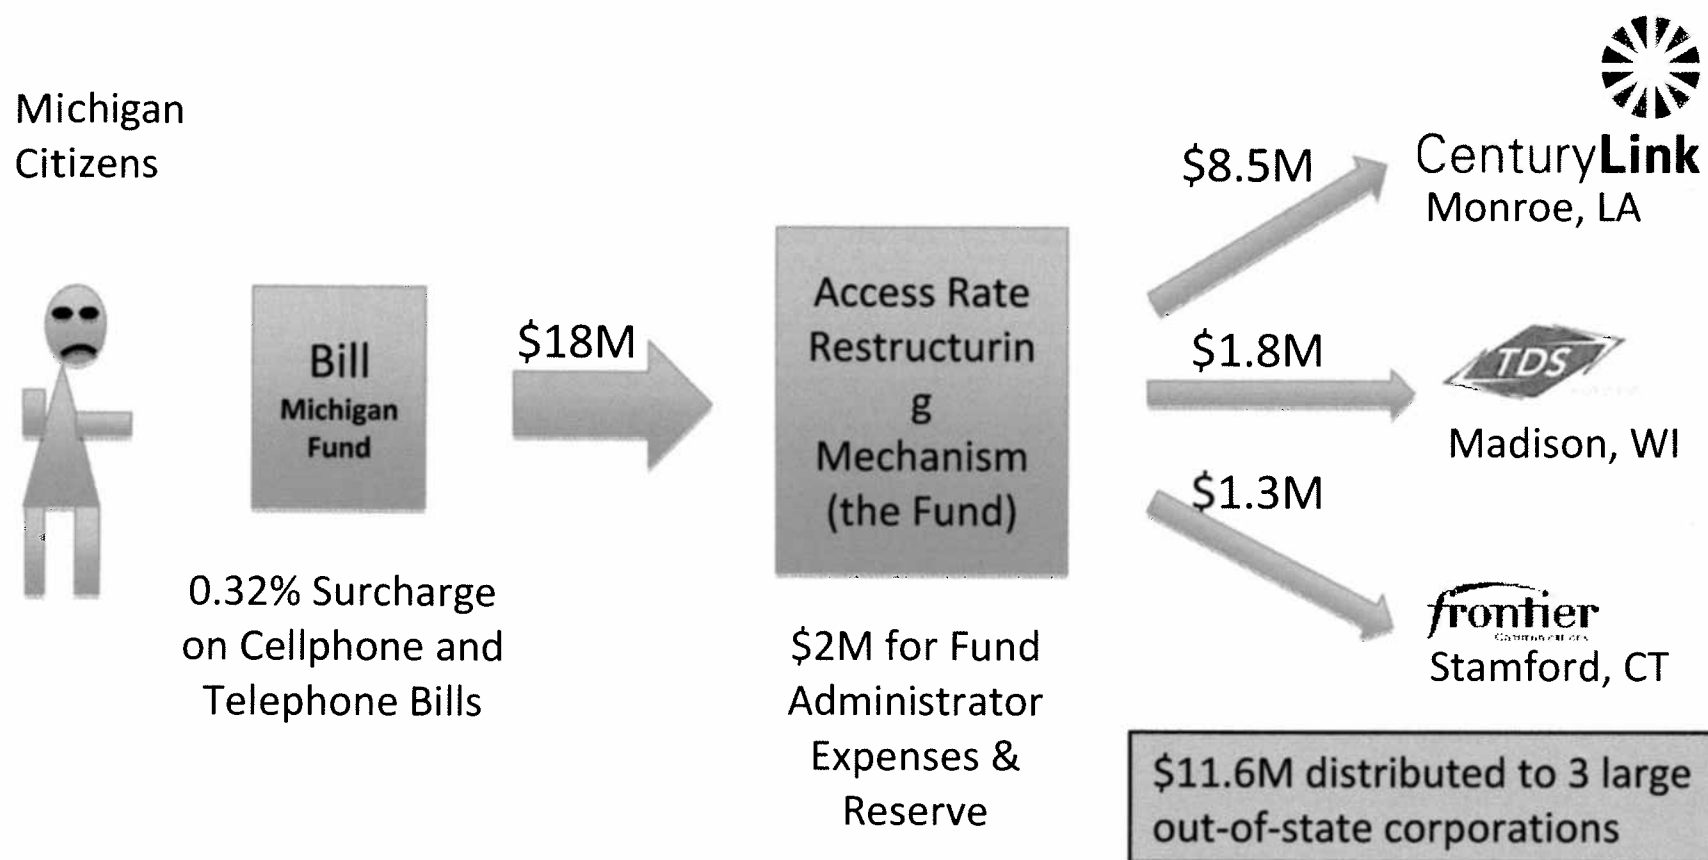 Michigan
Citizens
Bill
Michigan
Fund
0.32% Surcharge
on Cellphone and
Telephone Bills
$18M
Access Rate
Restructurin
g
Mechanism
(the Fund)
$2M for Fund
Administrator
Expenses &
Reserve
$8.5M
CenturyLink
Monroe, LA
$1.8M
TDS
Madison, WI
$1.3M
frontier
Communications
Stamford, CT
$11.6M distributed to 3 large
out-of-state corporations